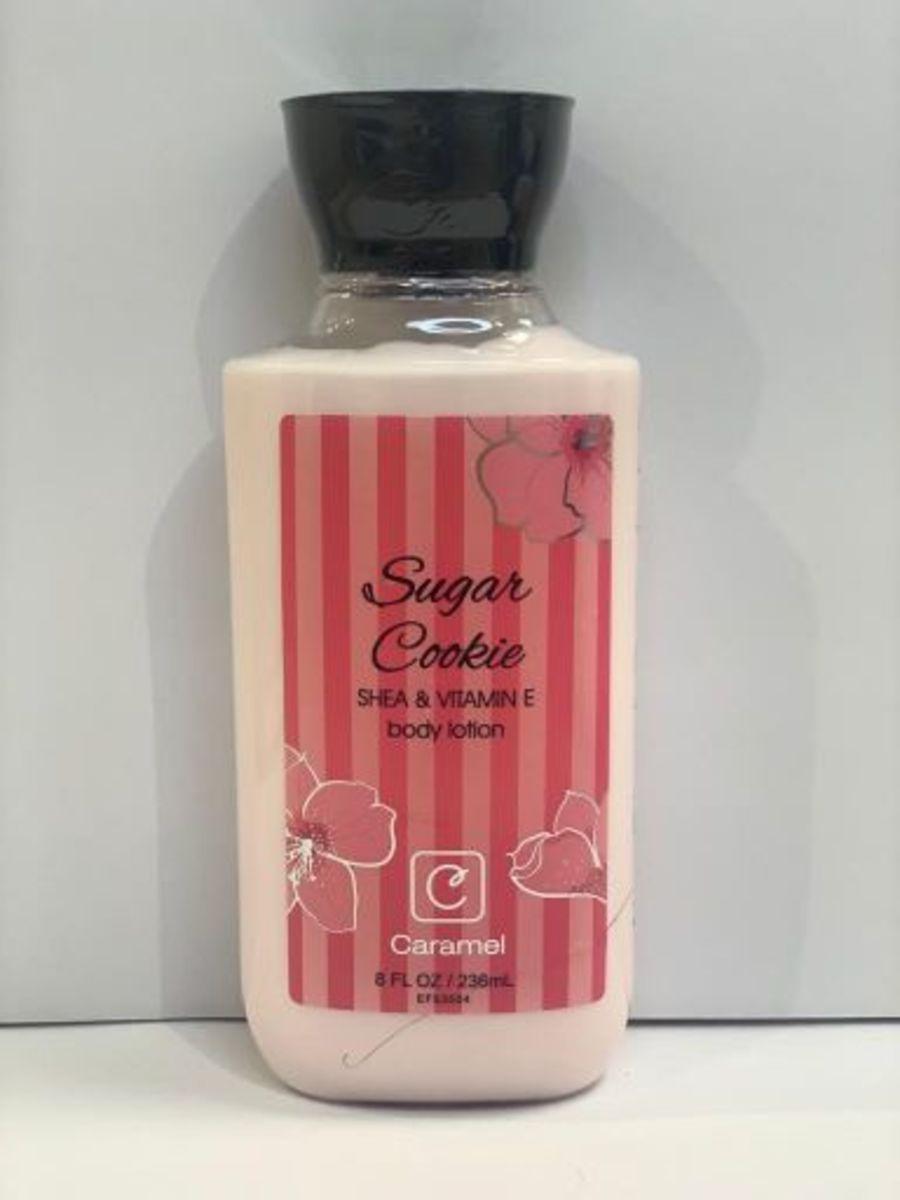 Sugar
Cookie
SHEA & VITAMIN E
body lotion
C
Caramel
8 FL OZ / 236mL